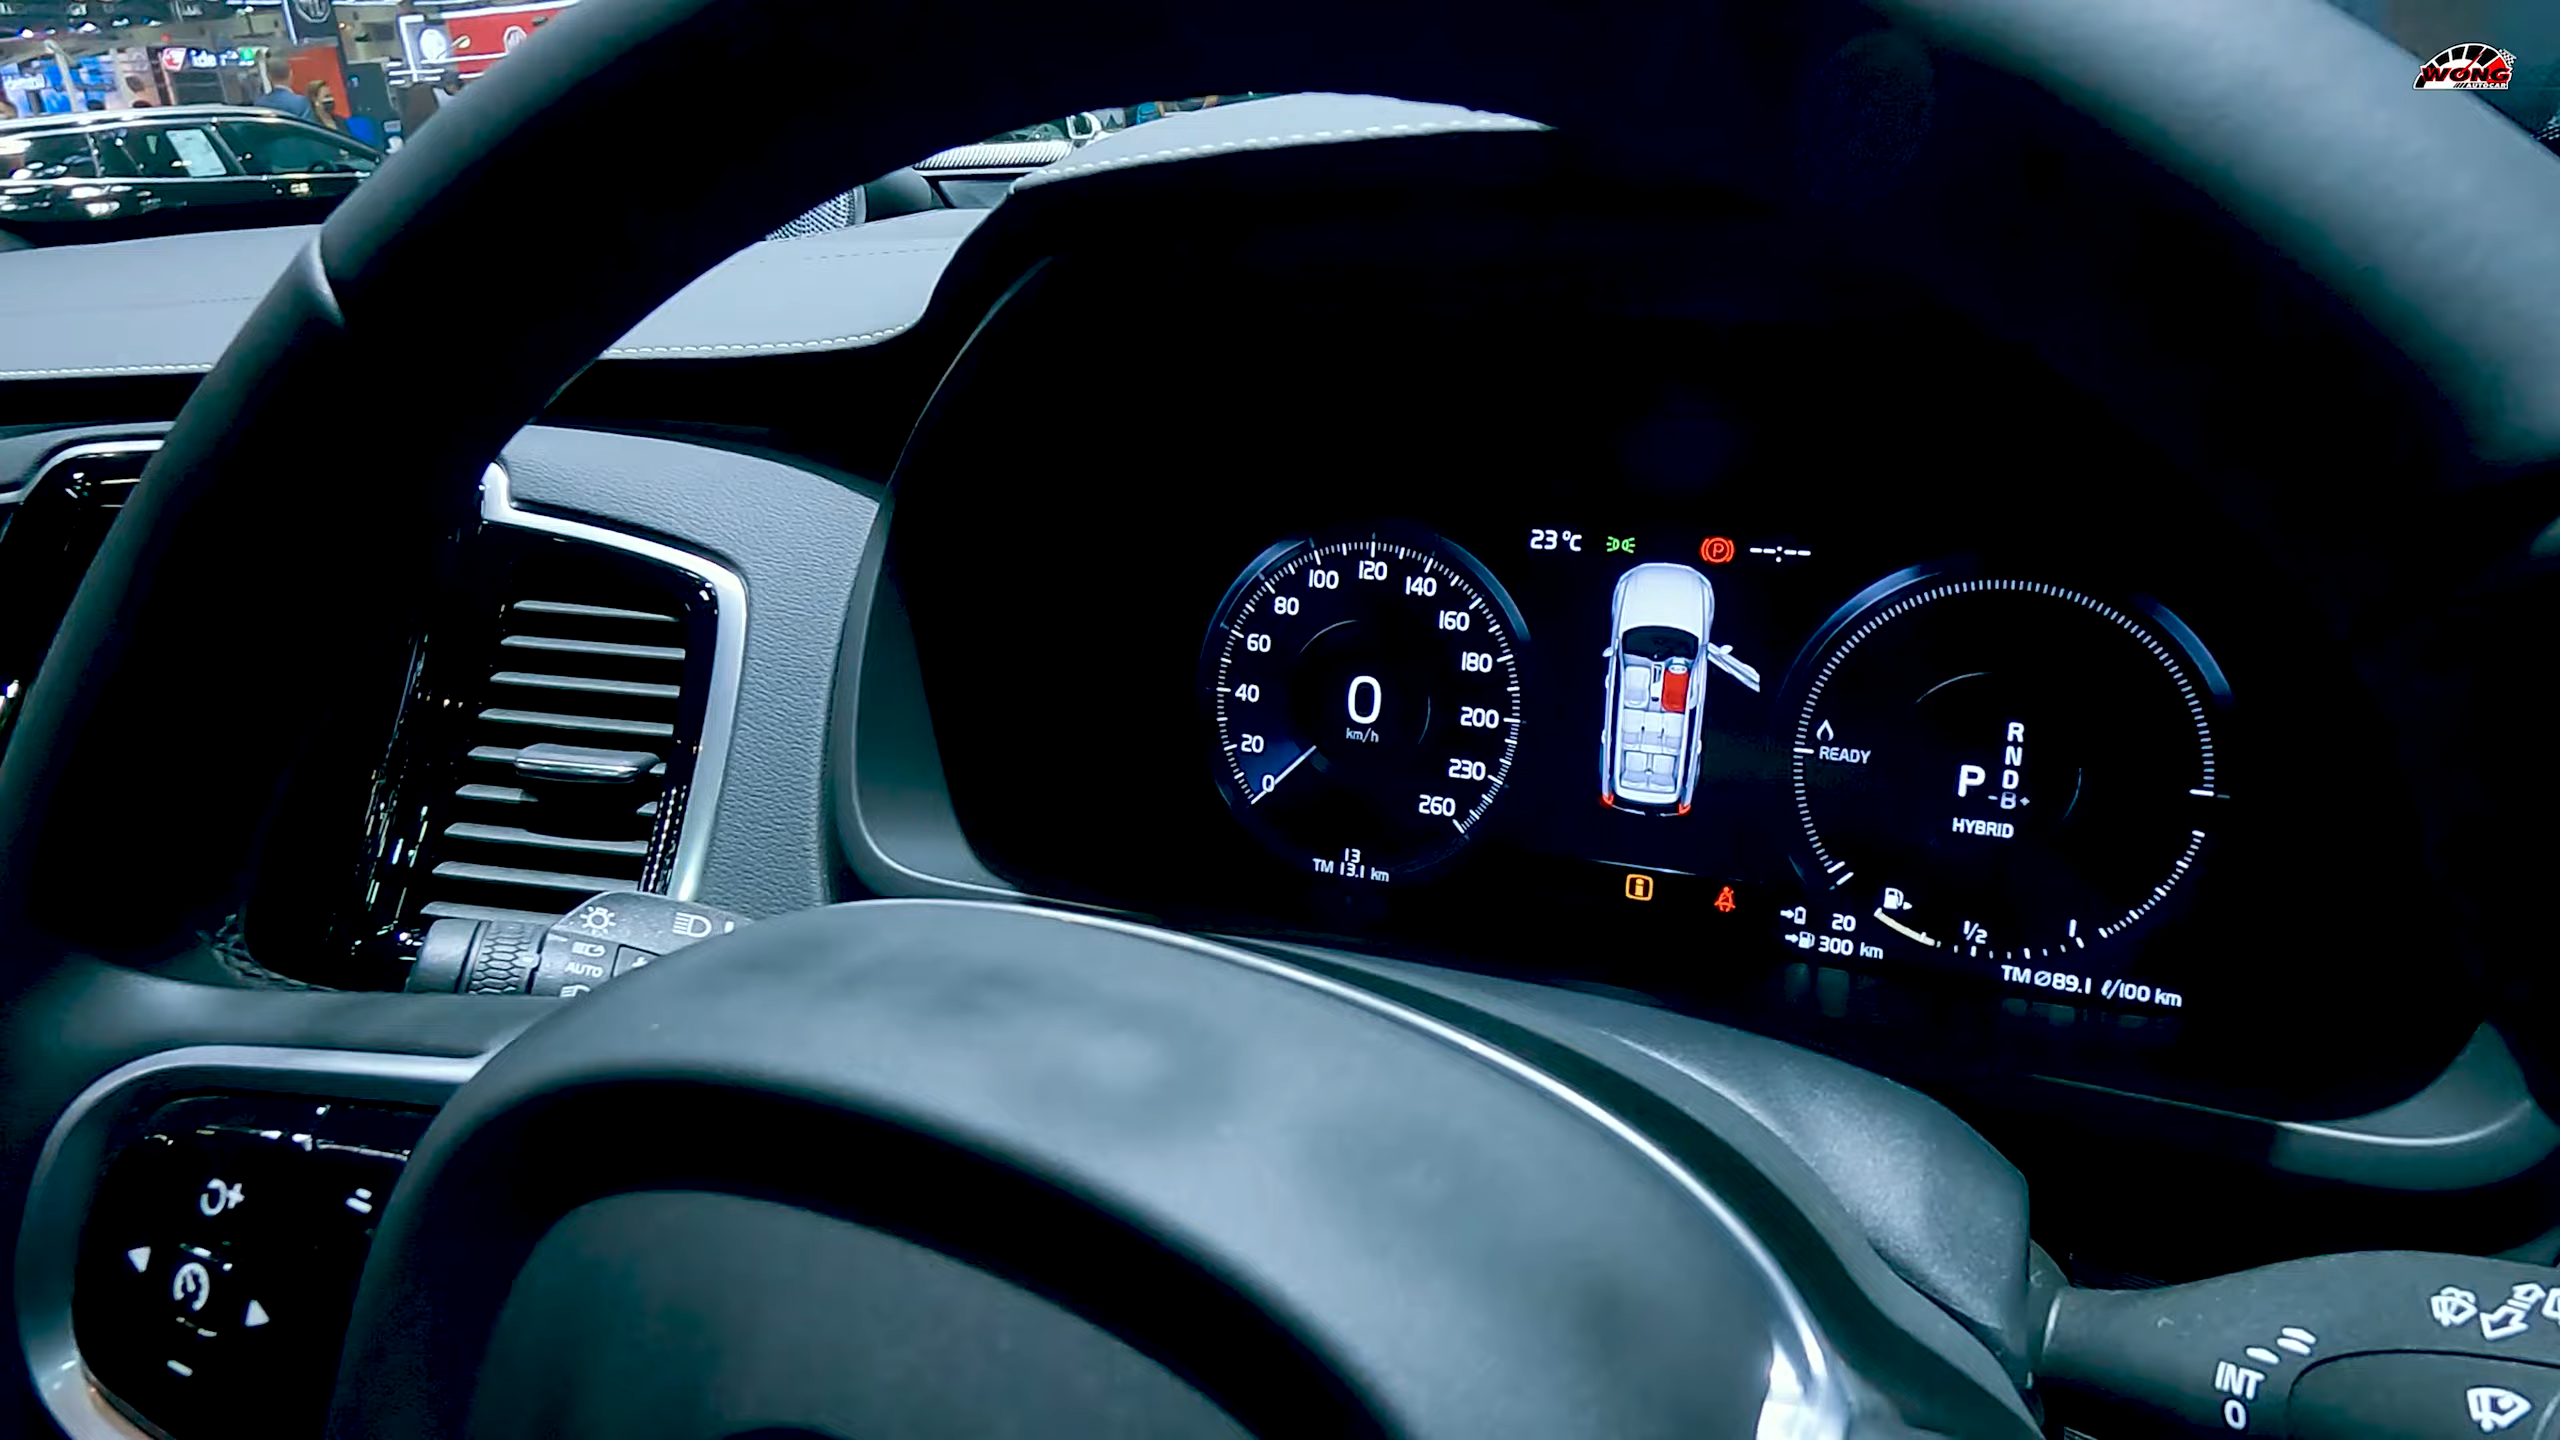 WONG
AUTOCAR
23°C --:--
0
20
40
60
80
100
120
140
160
180
200
230
260
0
km/h
13
TM 13.1 km
READY
R
N
D
P -B+
HYBRID
20
300 km
1/2
1
TM Ø89.1 ℓ/100 km
AUTO
INT
O